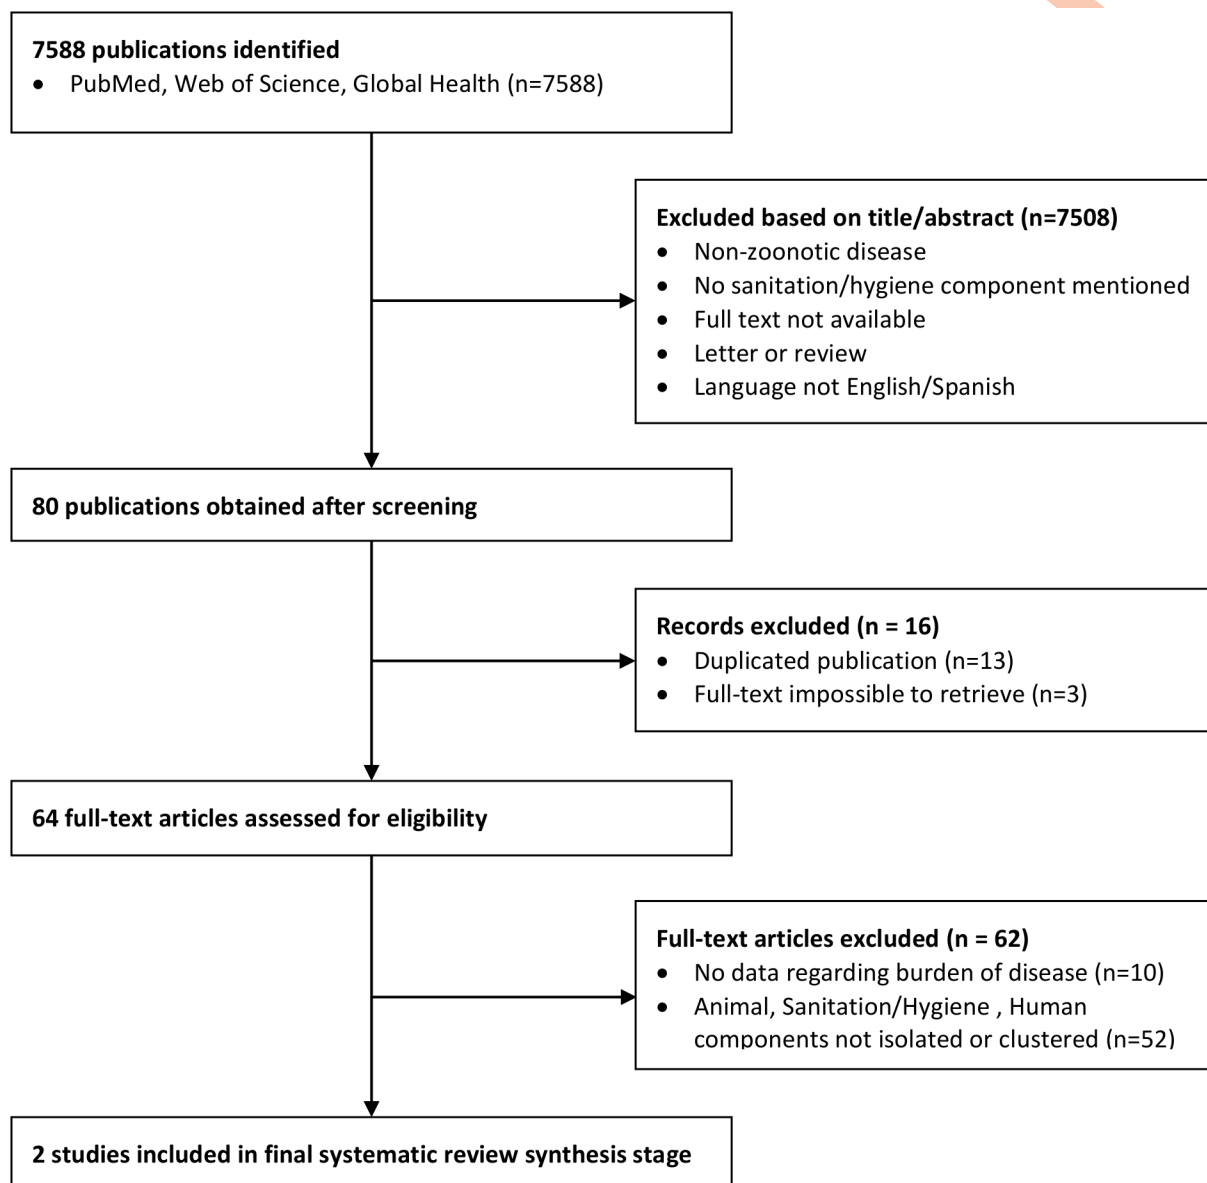 7588 publications identified
• PubMed, Web of Science, Global Health (n=7588)
Excluded based on title/abstract (n=7508)
• Non-zoonotic disease
• No sanitation/hygiene component mentioned
• Full text not available
• Letter or review
• Language not English/Spanish
80 publications obtained after screening
Records excluded (n = 16)
• Duplicated publication (n=13)
• Full-text impossible to retrieve (n=3)
64 full-text articles assessed for eligibility
Full-text articles excluded (n = 62)
• No data regarding burden of disease (n=10)
• Animal, Sanitation/Hygiene , Human
components not isolated or clustered (n=52)
2 studies included in final systematic review synthesis stage